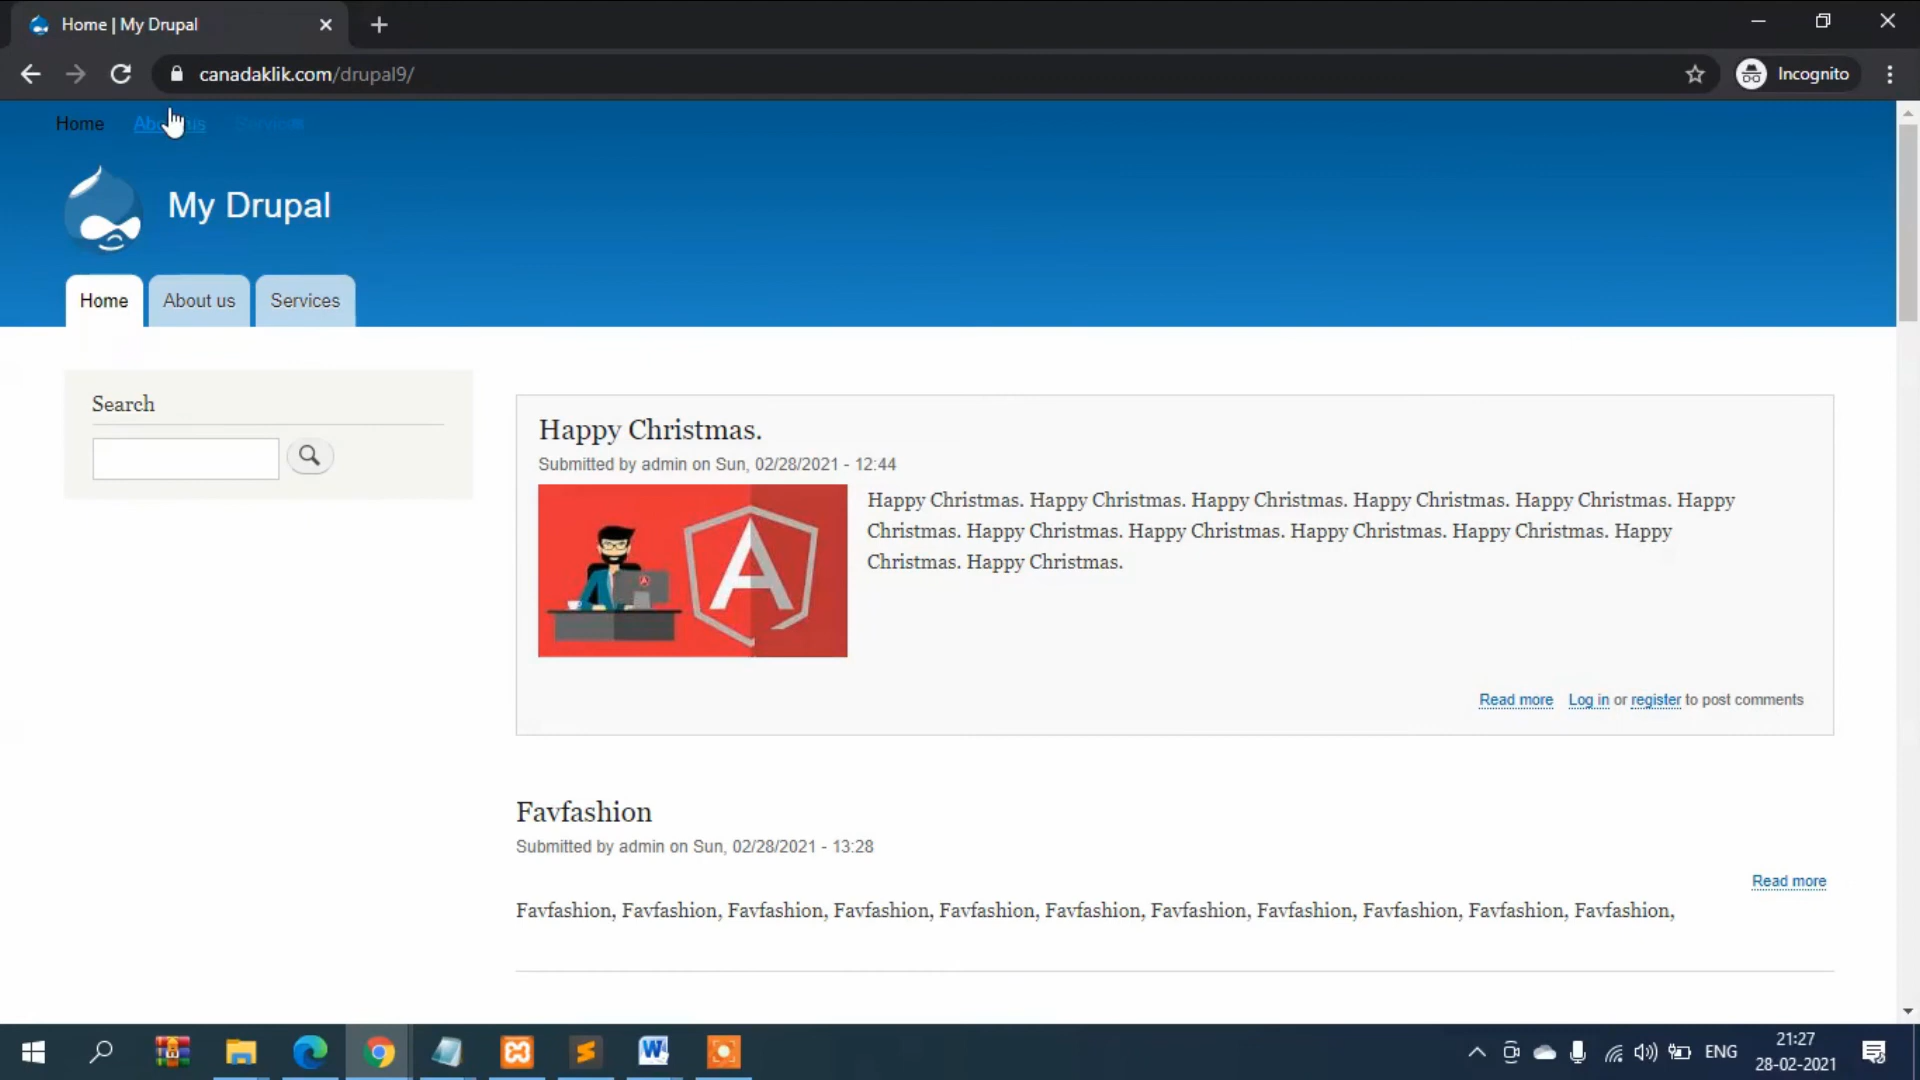 Home | My Drupal
canadaklik.com/drupal9/
Incognito
Home About us Services
My Drupal
Home About us Services
Search
Happy Christmas.
Submitted by admin on Sun, 02/28/2021 - 12:44
Happy Christmas. Happy Christmas. Happy Christmas. Happy Christmas. Happy Christmas. Happy
Christmas. Happy Christmas. Happy Christmas. Happy Christmas. Happy Christmas. Happy
Christmas. Happy Christmas.
A
Read more Log in or register to post comments
Favfashion
Submitted by admin on Sun, 02/28/2021 - 13:28
Read more
Favfashion, Favfashion, Favfashion, Favfashion, Favfashion, Favfashion, Favfashion, Favfashion, Favfashion, Favfashion, Favfashion,
ENG
21:27
28-02-2021